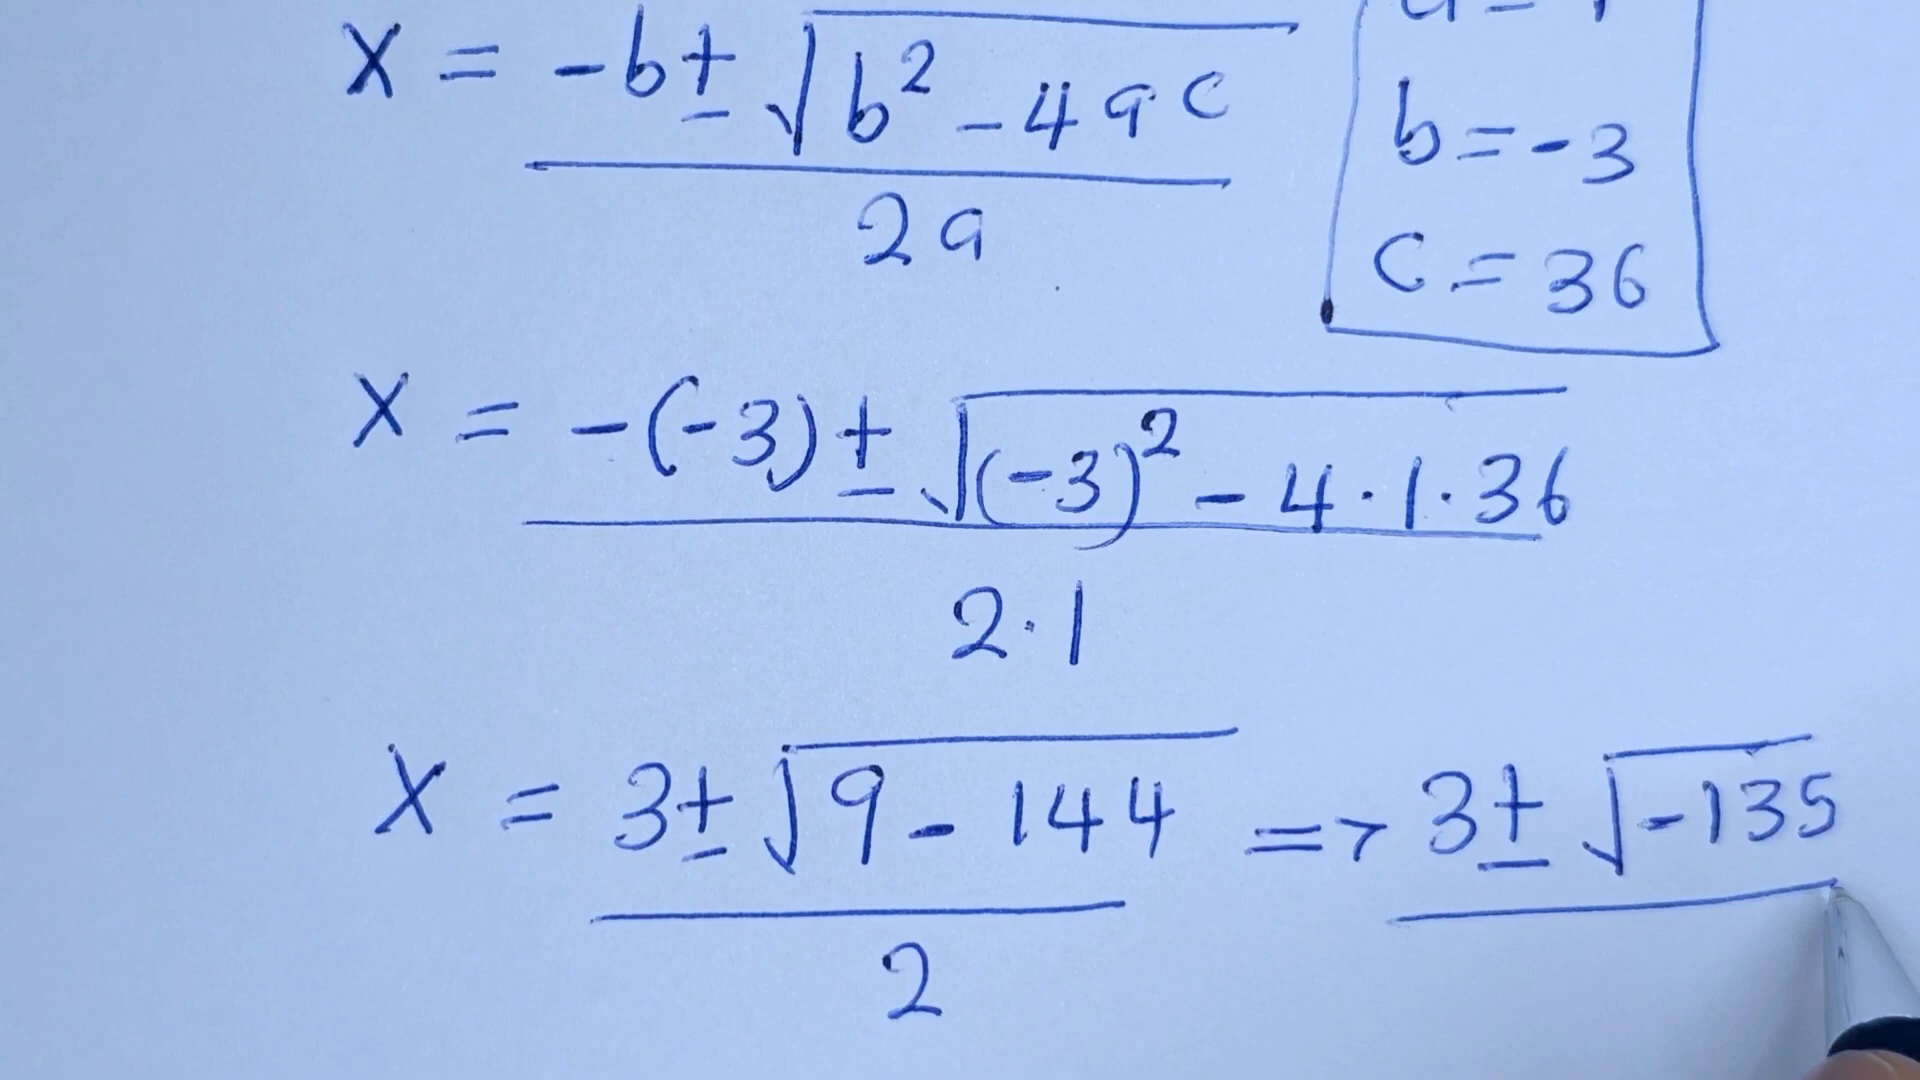 a = 1
x = -b ± √b² - 4ac
2a
b = -3
c = 36
x = -(-3) ± √(-3)² - 4·1·36
2·1
x = 3 ± √9 - 144 => 3 ± √-135
2